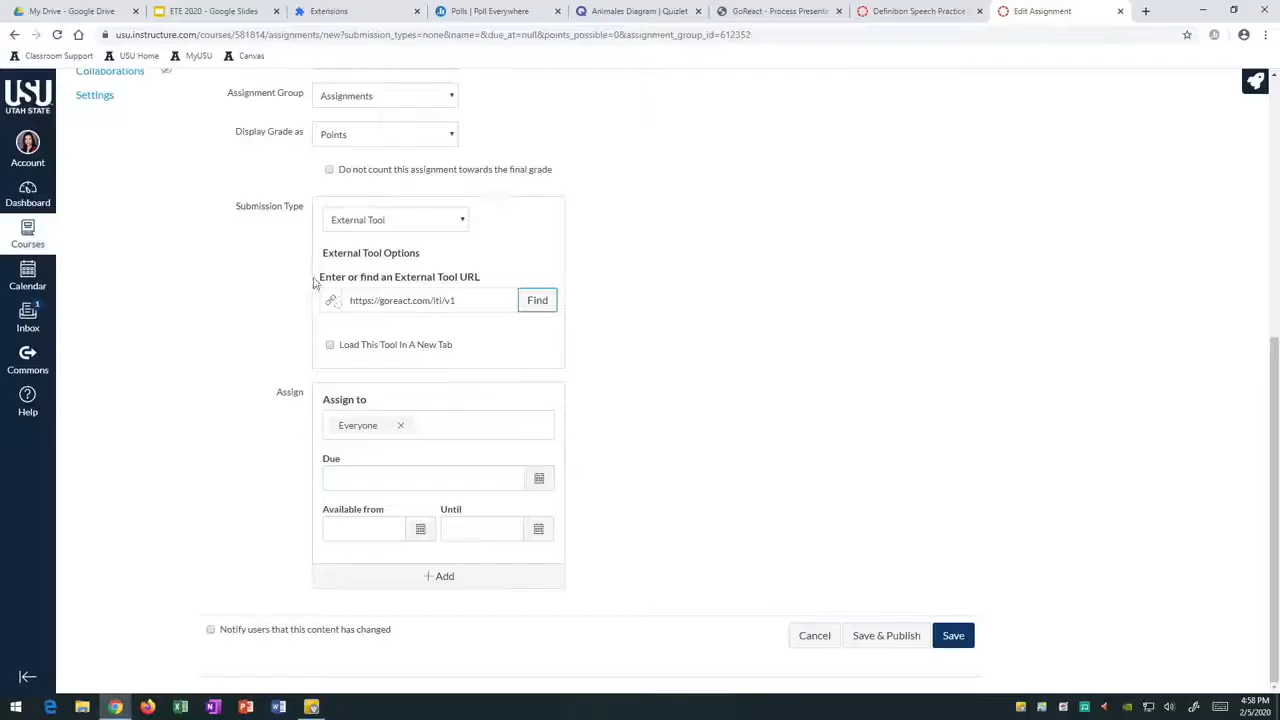 My Drive - Google Drive
ETE 2020 - Google Slides
Extensions
Polls | Poll Everywhere
Animales Diagram | Quizlet
GoReact - Process Presenti
Definition Speech Practice
Edit Assignment
usu.instructure.com/courses/581814/assignments/new?submission_types=none&name=&due_at=null&points_possible=0&assignment_group_id=612352
Classroom Support
USU Home
MyUSU
Canvas
USU
UTAH STATE
Account
Dashboard
Courses
Calendar
1
Inbox
Commons
Help
Collaborations
Settings
Assignment Group
Assignments
Display Grade as
Points
Do not count this assignment towards the final grade
Submission Type
External Tool
External Tool Options
Enter or find an External Tool URL
https://goreact.com/lti/v1
Find
Load This Tool In A New Tab
Assign
Assign to
Everyone
Due
Available from
Until
+ Add
Notify users that this content has changed
Cancel
Save & Publish
Save
4:58 PM
2/5/2020